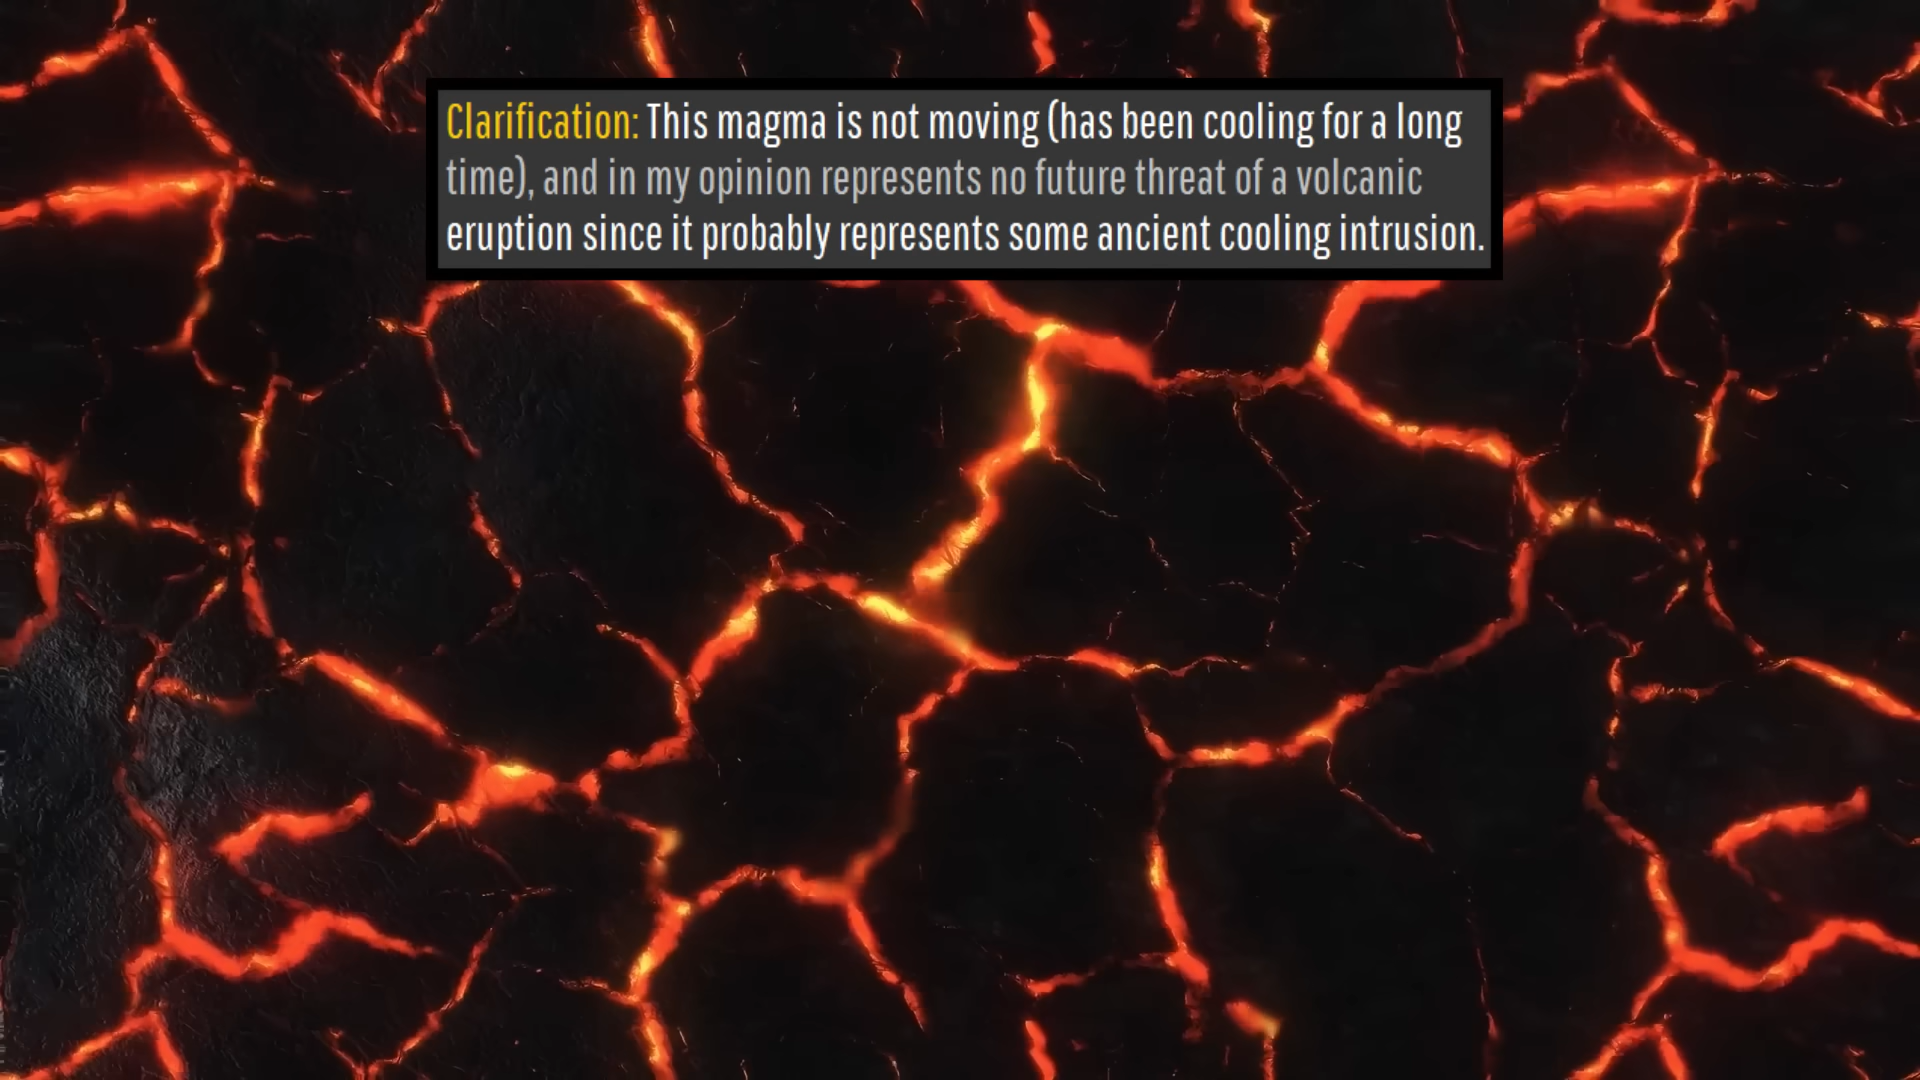 Clarification: This magma is not moving (has been cooling for a long
time), and in my opinion represents no future threat of a volcanic
eruption since it probably represents some ancient cooling intrusion.